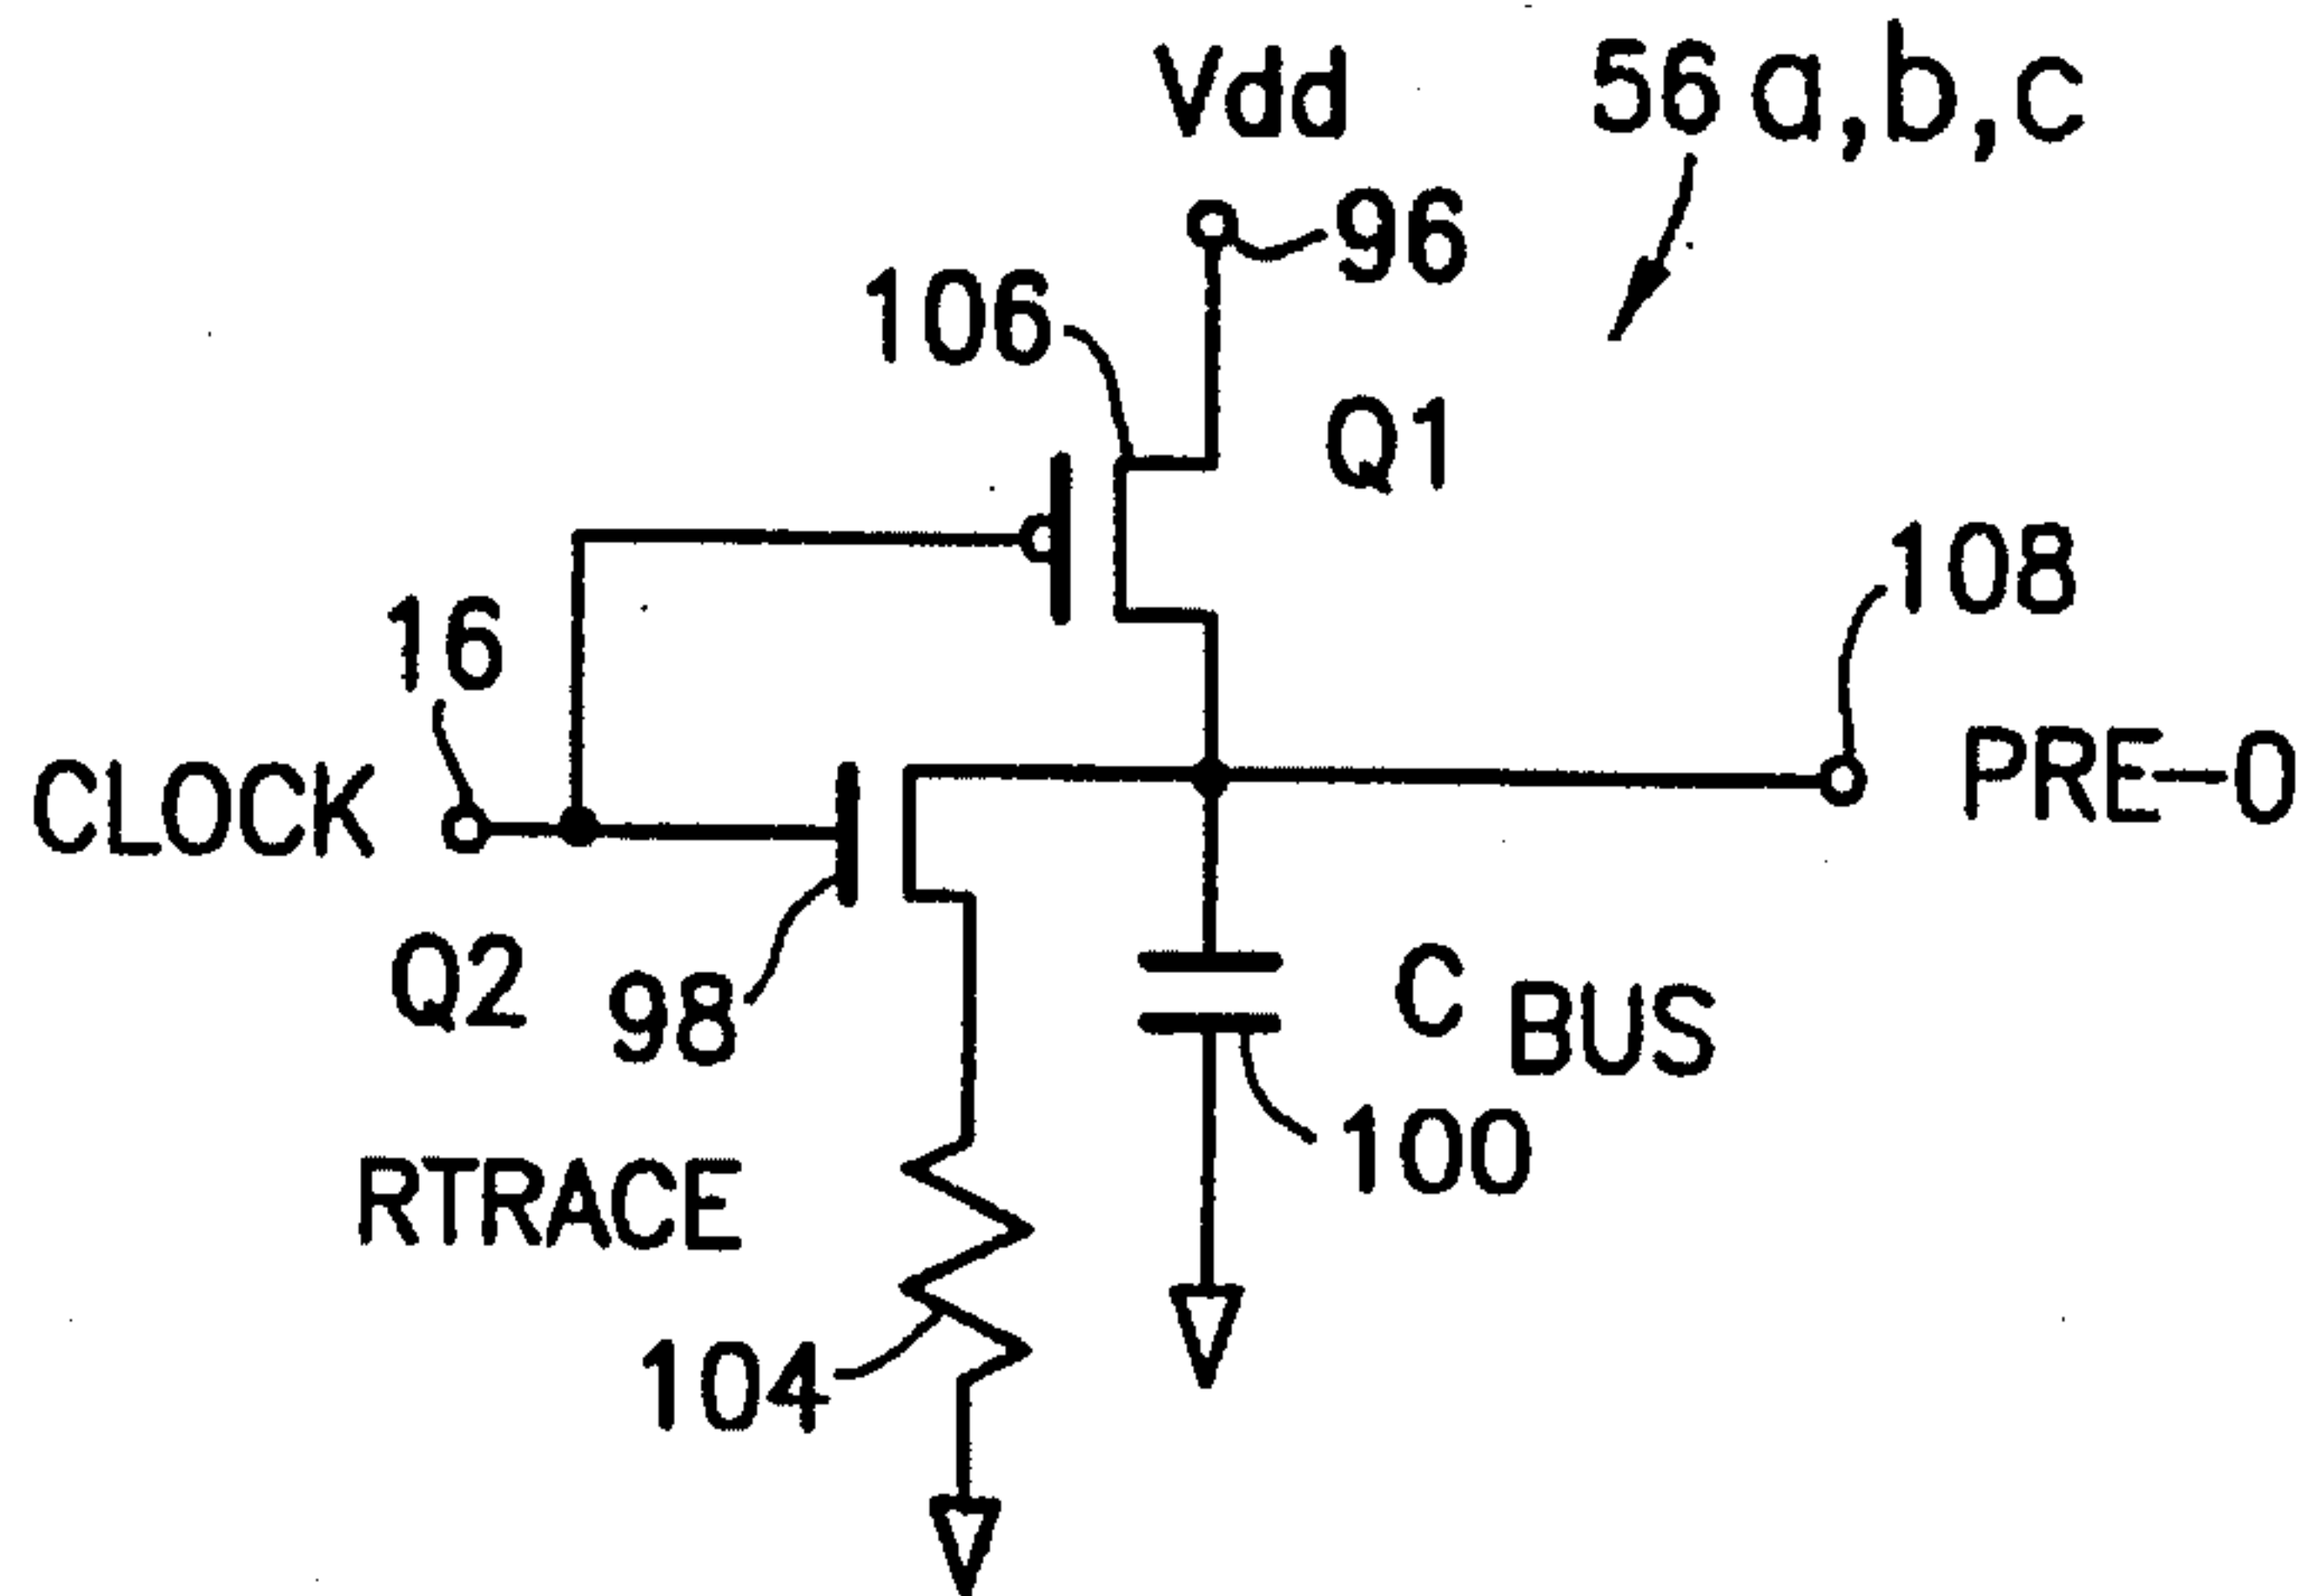 Vdd
56 a,b,c
96
106
Q1
108
16
CLOCK
PRE-0
Q2
98
C BUS
100
RTRACE
104